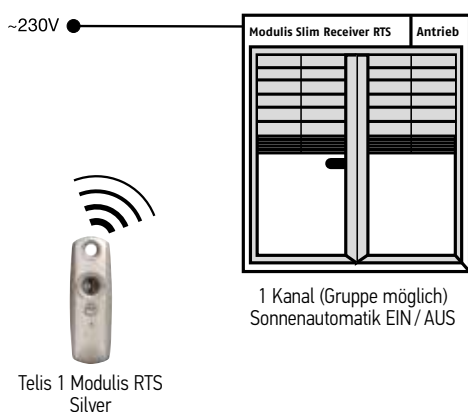 ~230V
Modulis Slim Receiver RTS
Antrieb
1 Kanal (Gruppe möglich)
Sonnenautomatik EIN / AUS
Telis 1 Modulis RTS
Silver